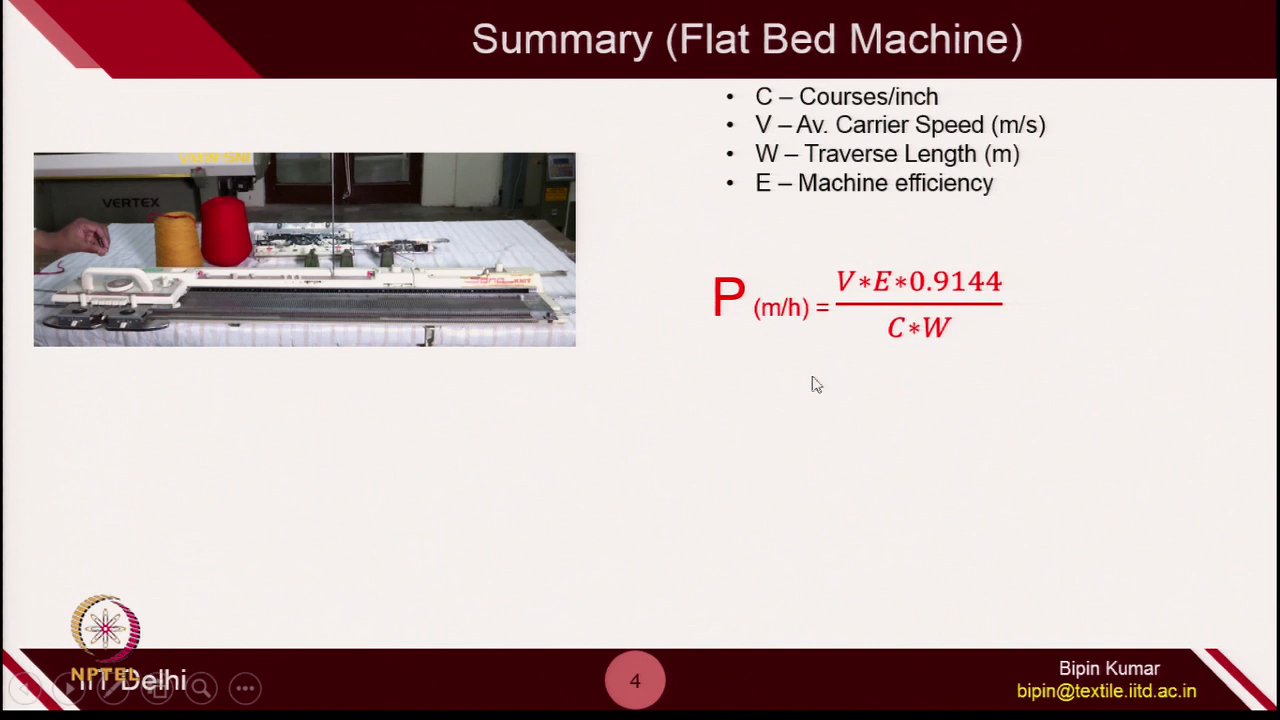 Summary (Flat Bed Machine)
• C – Courses/inch
• V – Av. Carrier Speed (m/s)
• W – Traverse Length (m)
• E – Machine efficiency
VERTEX
P (m/h) = V*E*0.9144 / C*W
NPTEL
IIT Delhi
4
Bipin Kumar
bipin@textile.iitd.ac.in